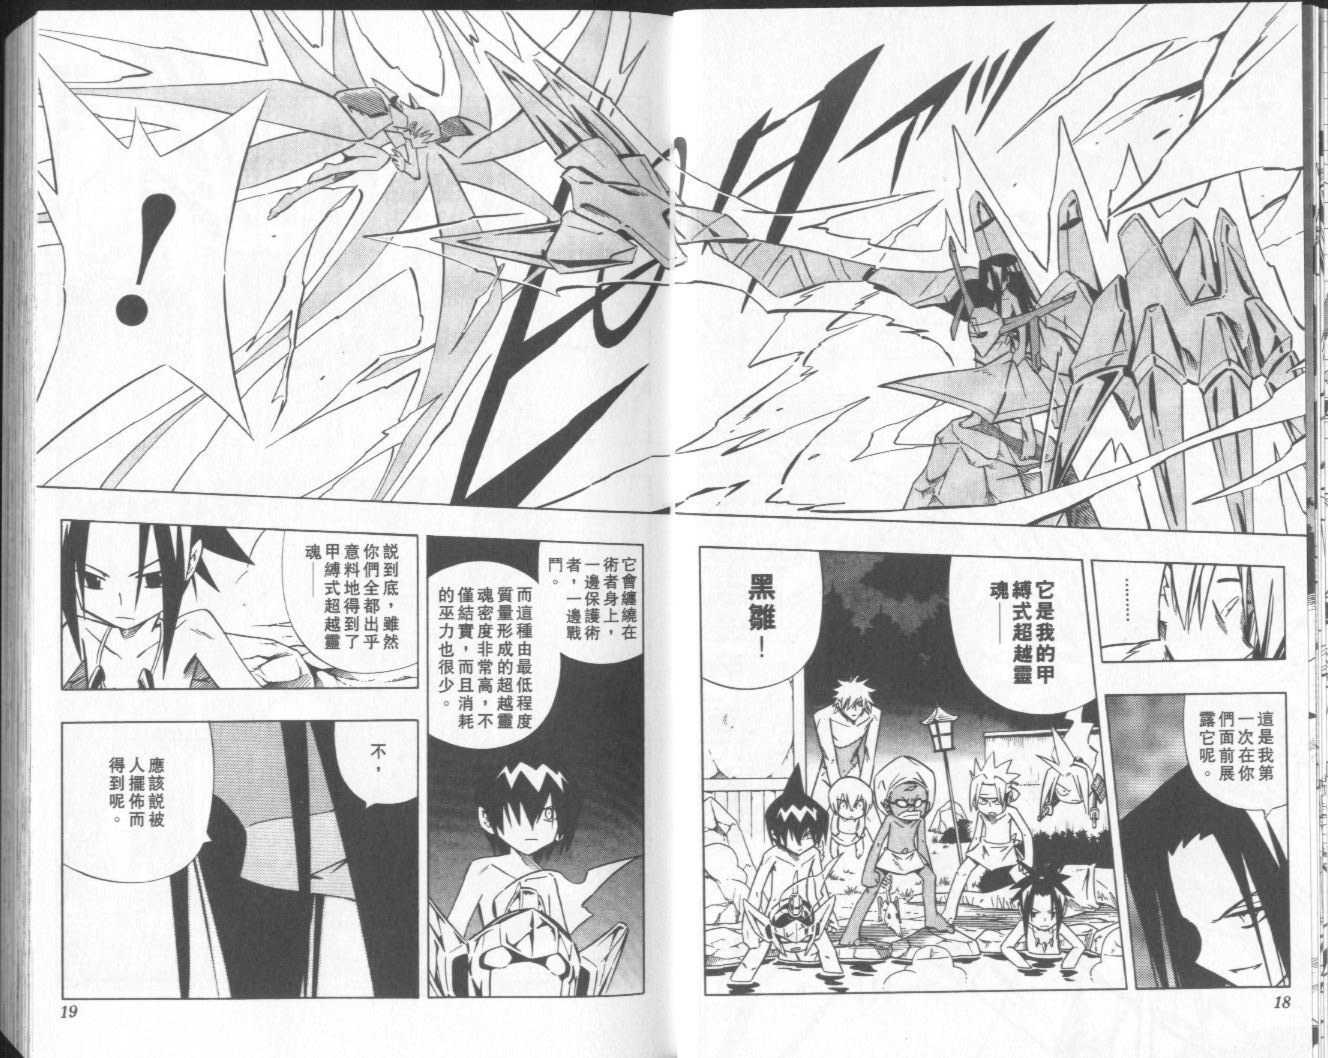 ビ
ゅ
ん
ガ
ァ
!
…………
這是我第
一次在你
們面前展
露它呢。
它是我的甲
縛式超越靈
魂——
黑雛!
它會纏繞在
術者身上,
一邊保護術
者,一邊戰
鬥。
而這種由最低程度
質量形成的超越靈
魂密度非常高,不
僅結實,而且消耗
的巫力也很少。
說到底,雖然
你們全都出乎
意料地得到了
甲縛式超越靈
魂——
不,
應該說被
人擺佈而
得到呢。
18
19